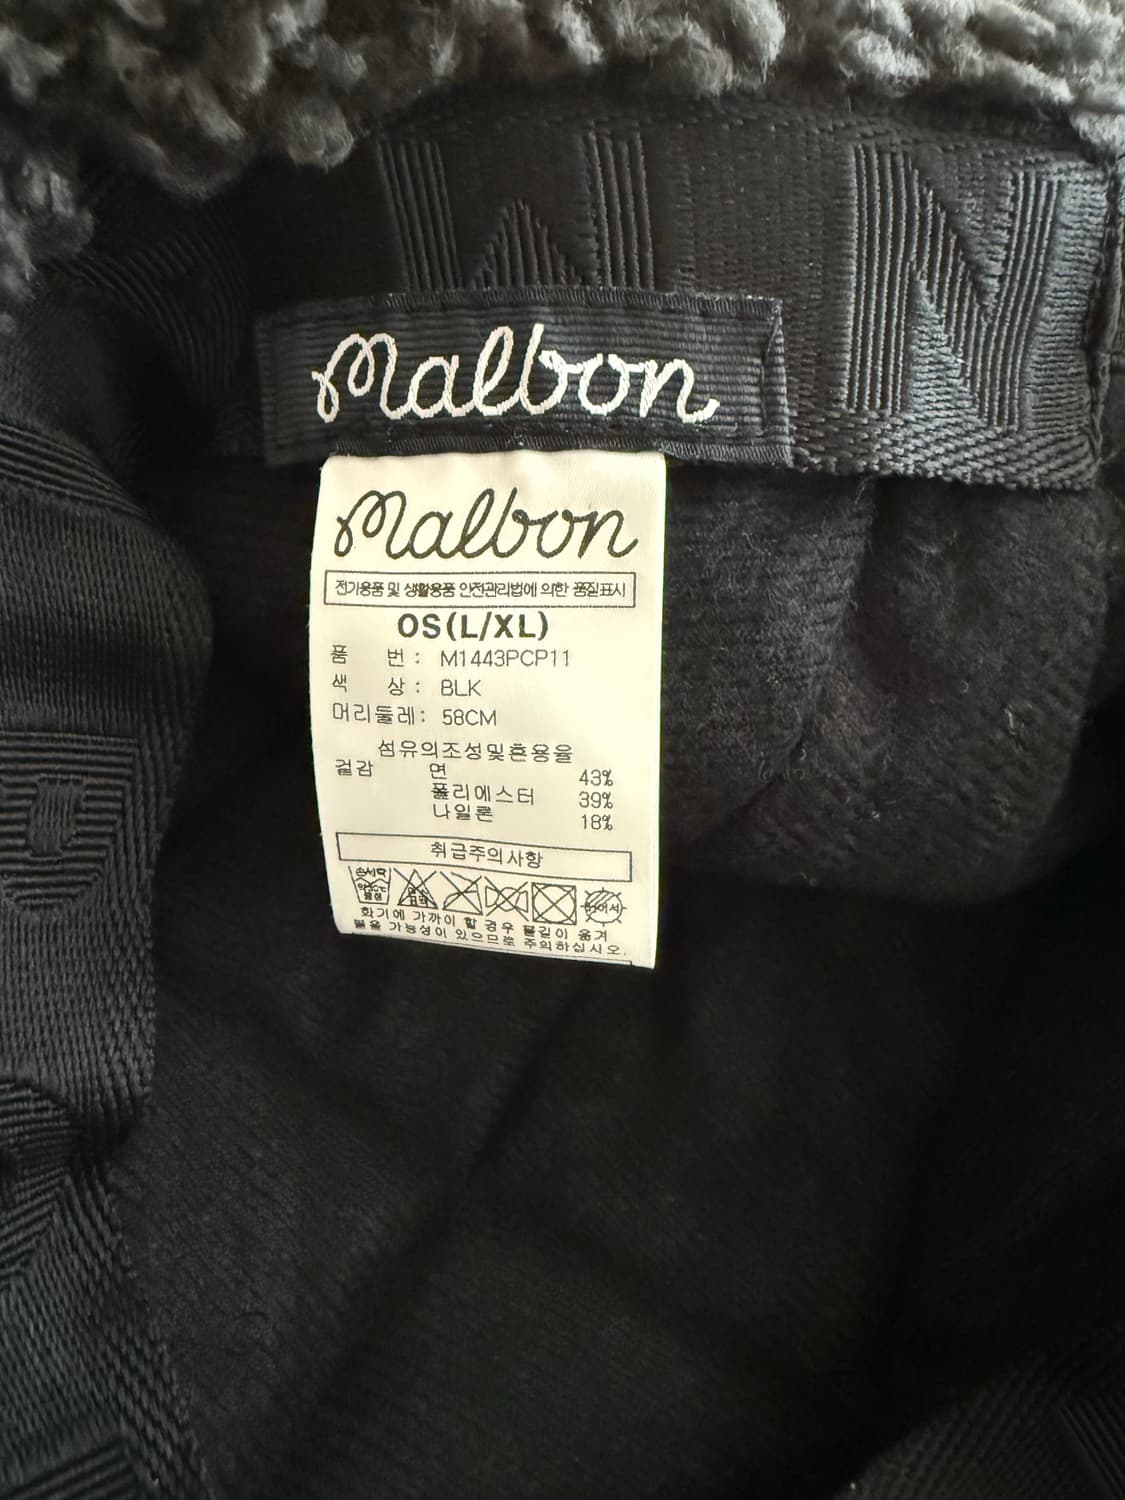 Malbon
Malbon
전기용품 및 생활용품 안전관리법에 의한 품질표시
OS(L/XL)
품 번 : M1443PCP11
색 상 : BLK
머리둘레 : 58CM
섬유의조성및혼용율
겉감 면 43%
폴리에스터 39%
나일론 18%
취급주의사항
손세탁
화기에 가까이 할 경우 불길이 옮겨
붙을 가능성이 있으므로 주의하십시오.